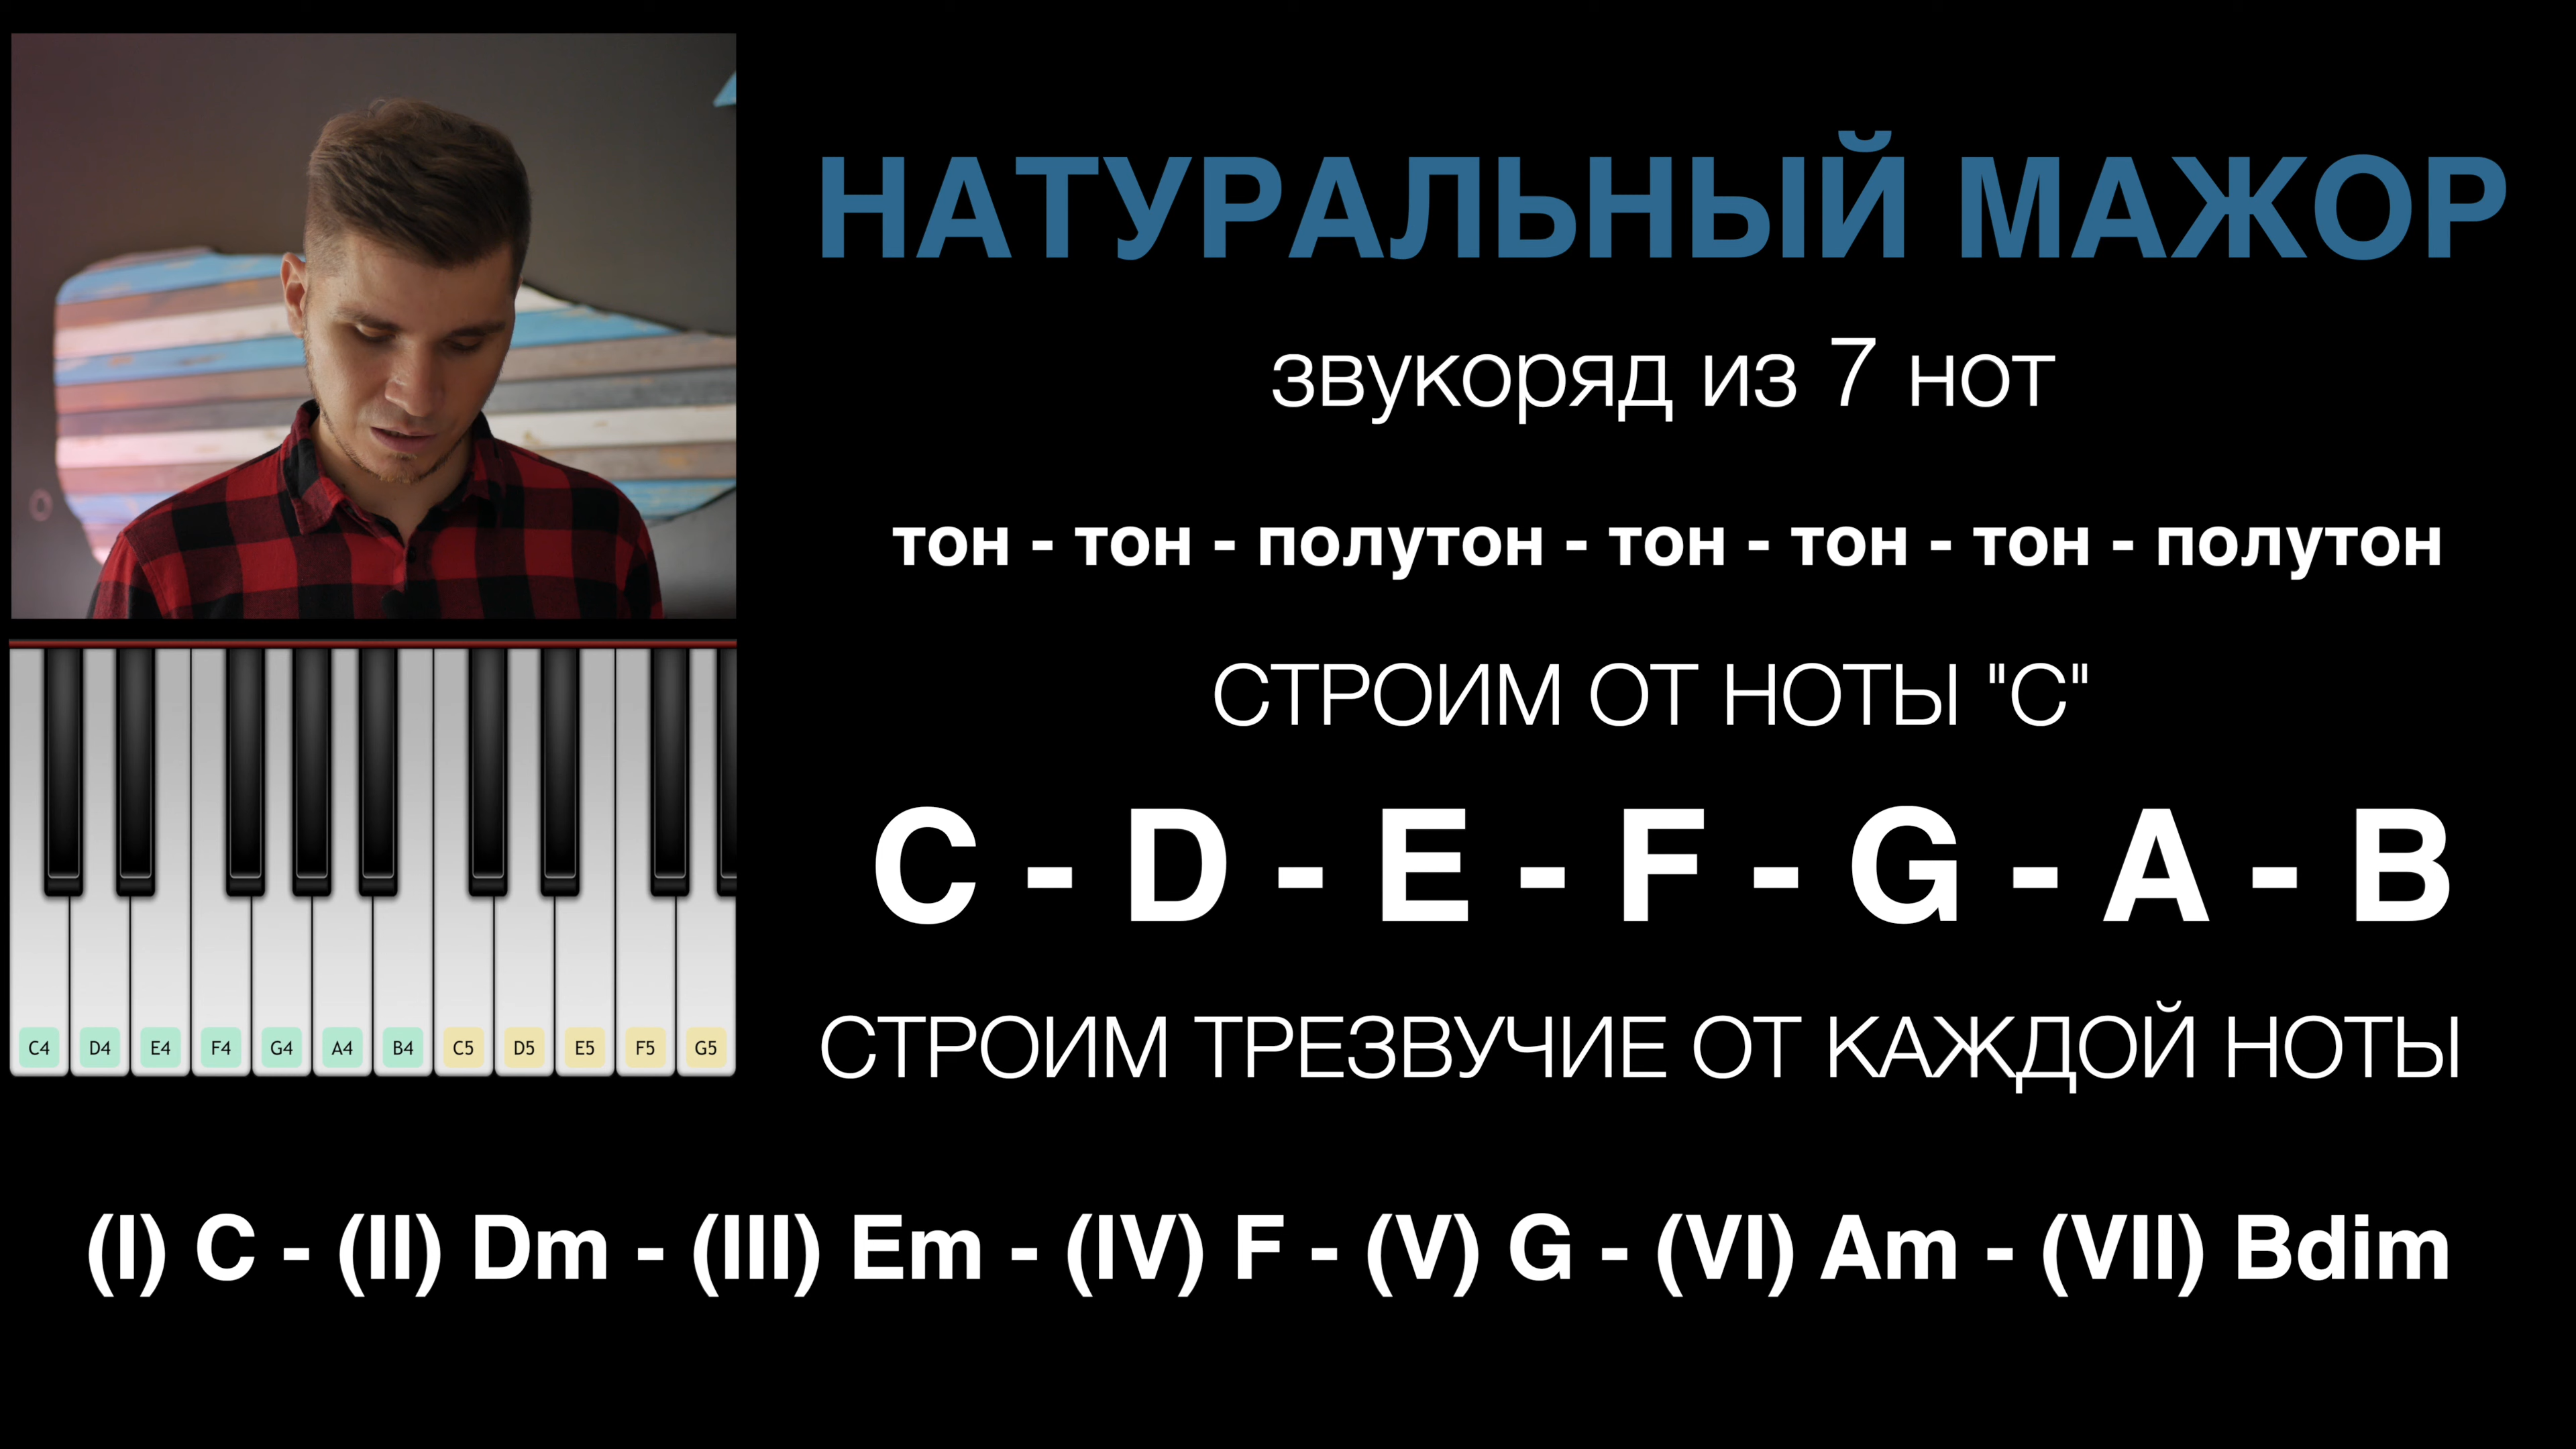 НАТУРАЛЬНЫЙ МАЖОР
звукоряд из 7 нот
тон - тон - полутон - тон - тон - тон - полутон
СТРОИМ ОТ НОТЫ "C"
C - D - E - F - G - A - B
СТРОИМ ТРЕЗВУЧИЕ ОТ КАЖДОЙ НОТЫ
C4 D4 E4 F4 G4 A4 B4 C5 D5 E5 F5 G5
(I) C - (II) Dm - (III) Em - (IV) F - (V) G - (VI) Am - (VII) Bdim